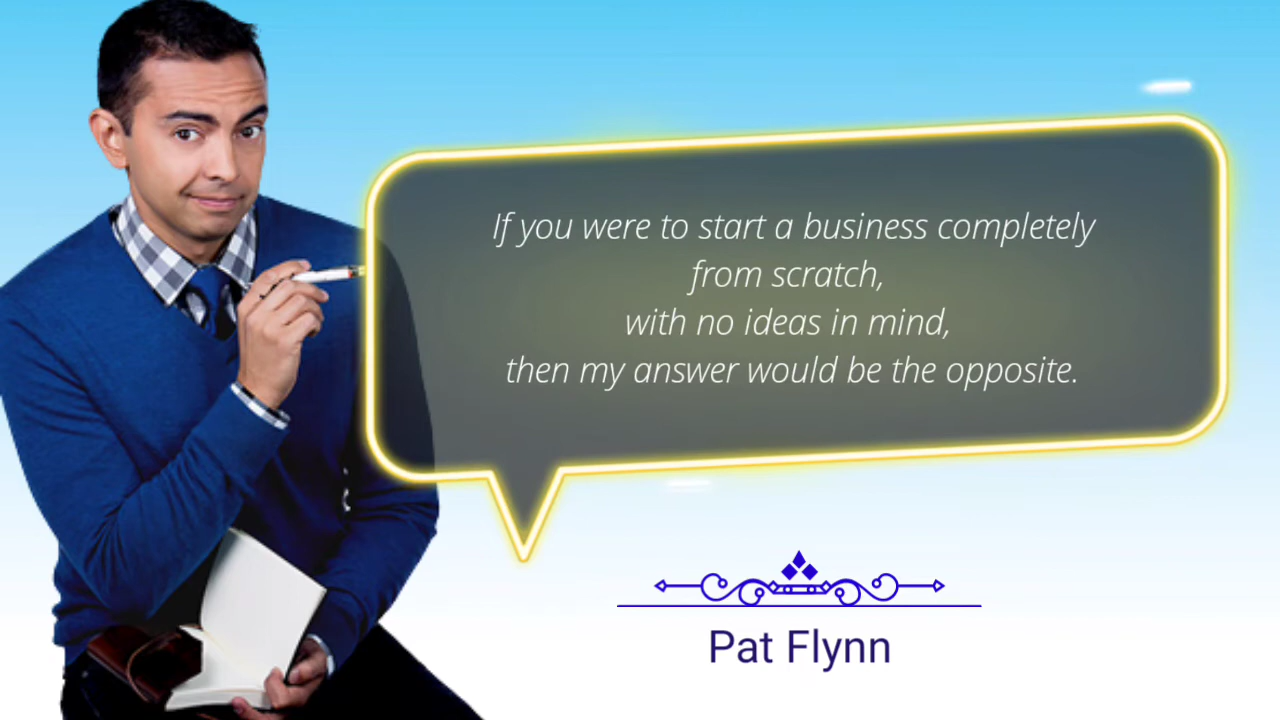 If you were to start a business completely
from scratch,
with no ideas in mind,
then my answer would be the opposite.
Pat Flynn